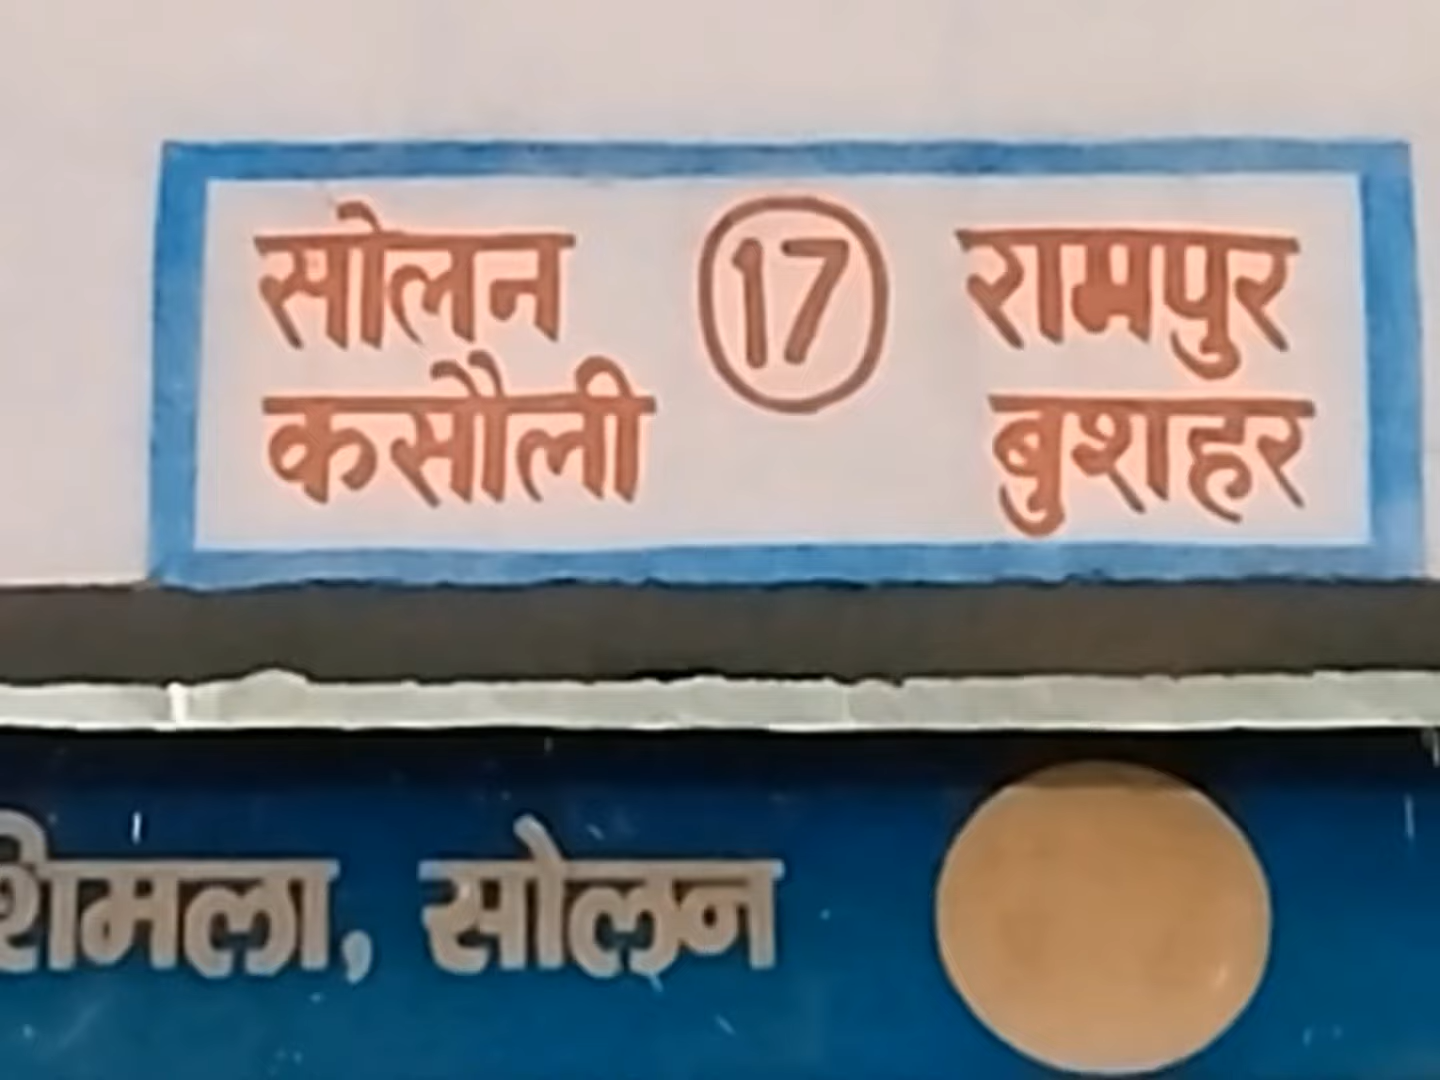 सोलन 17 रामपुर
कसौली बुशहर
शिमला, सोलन